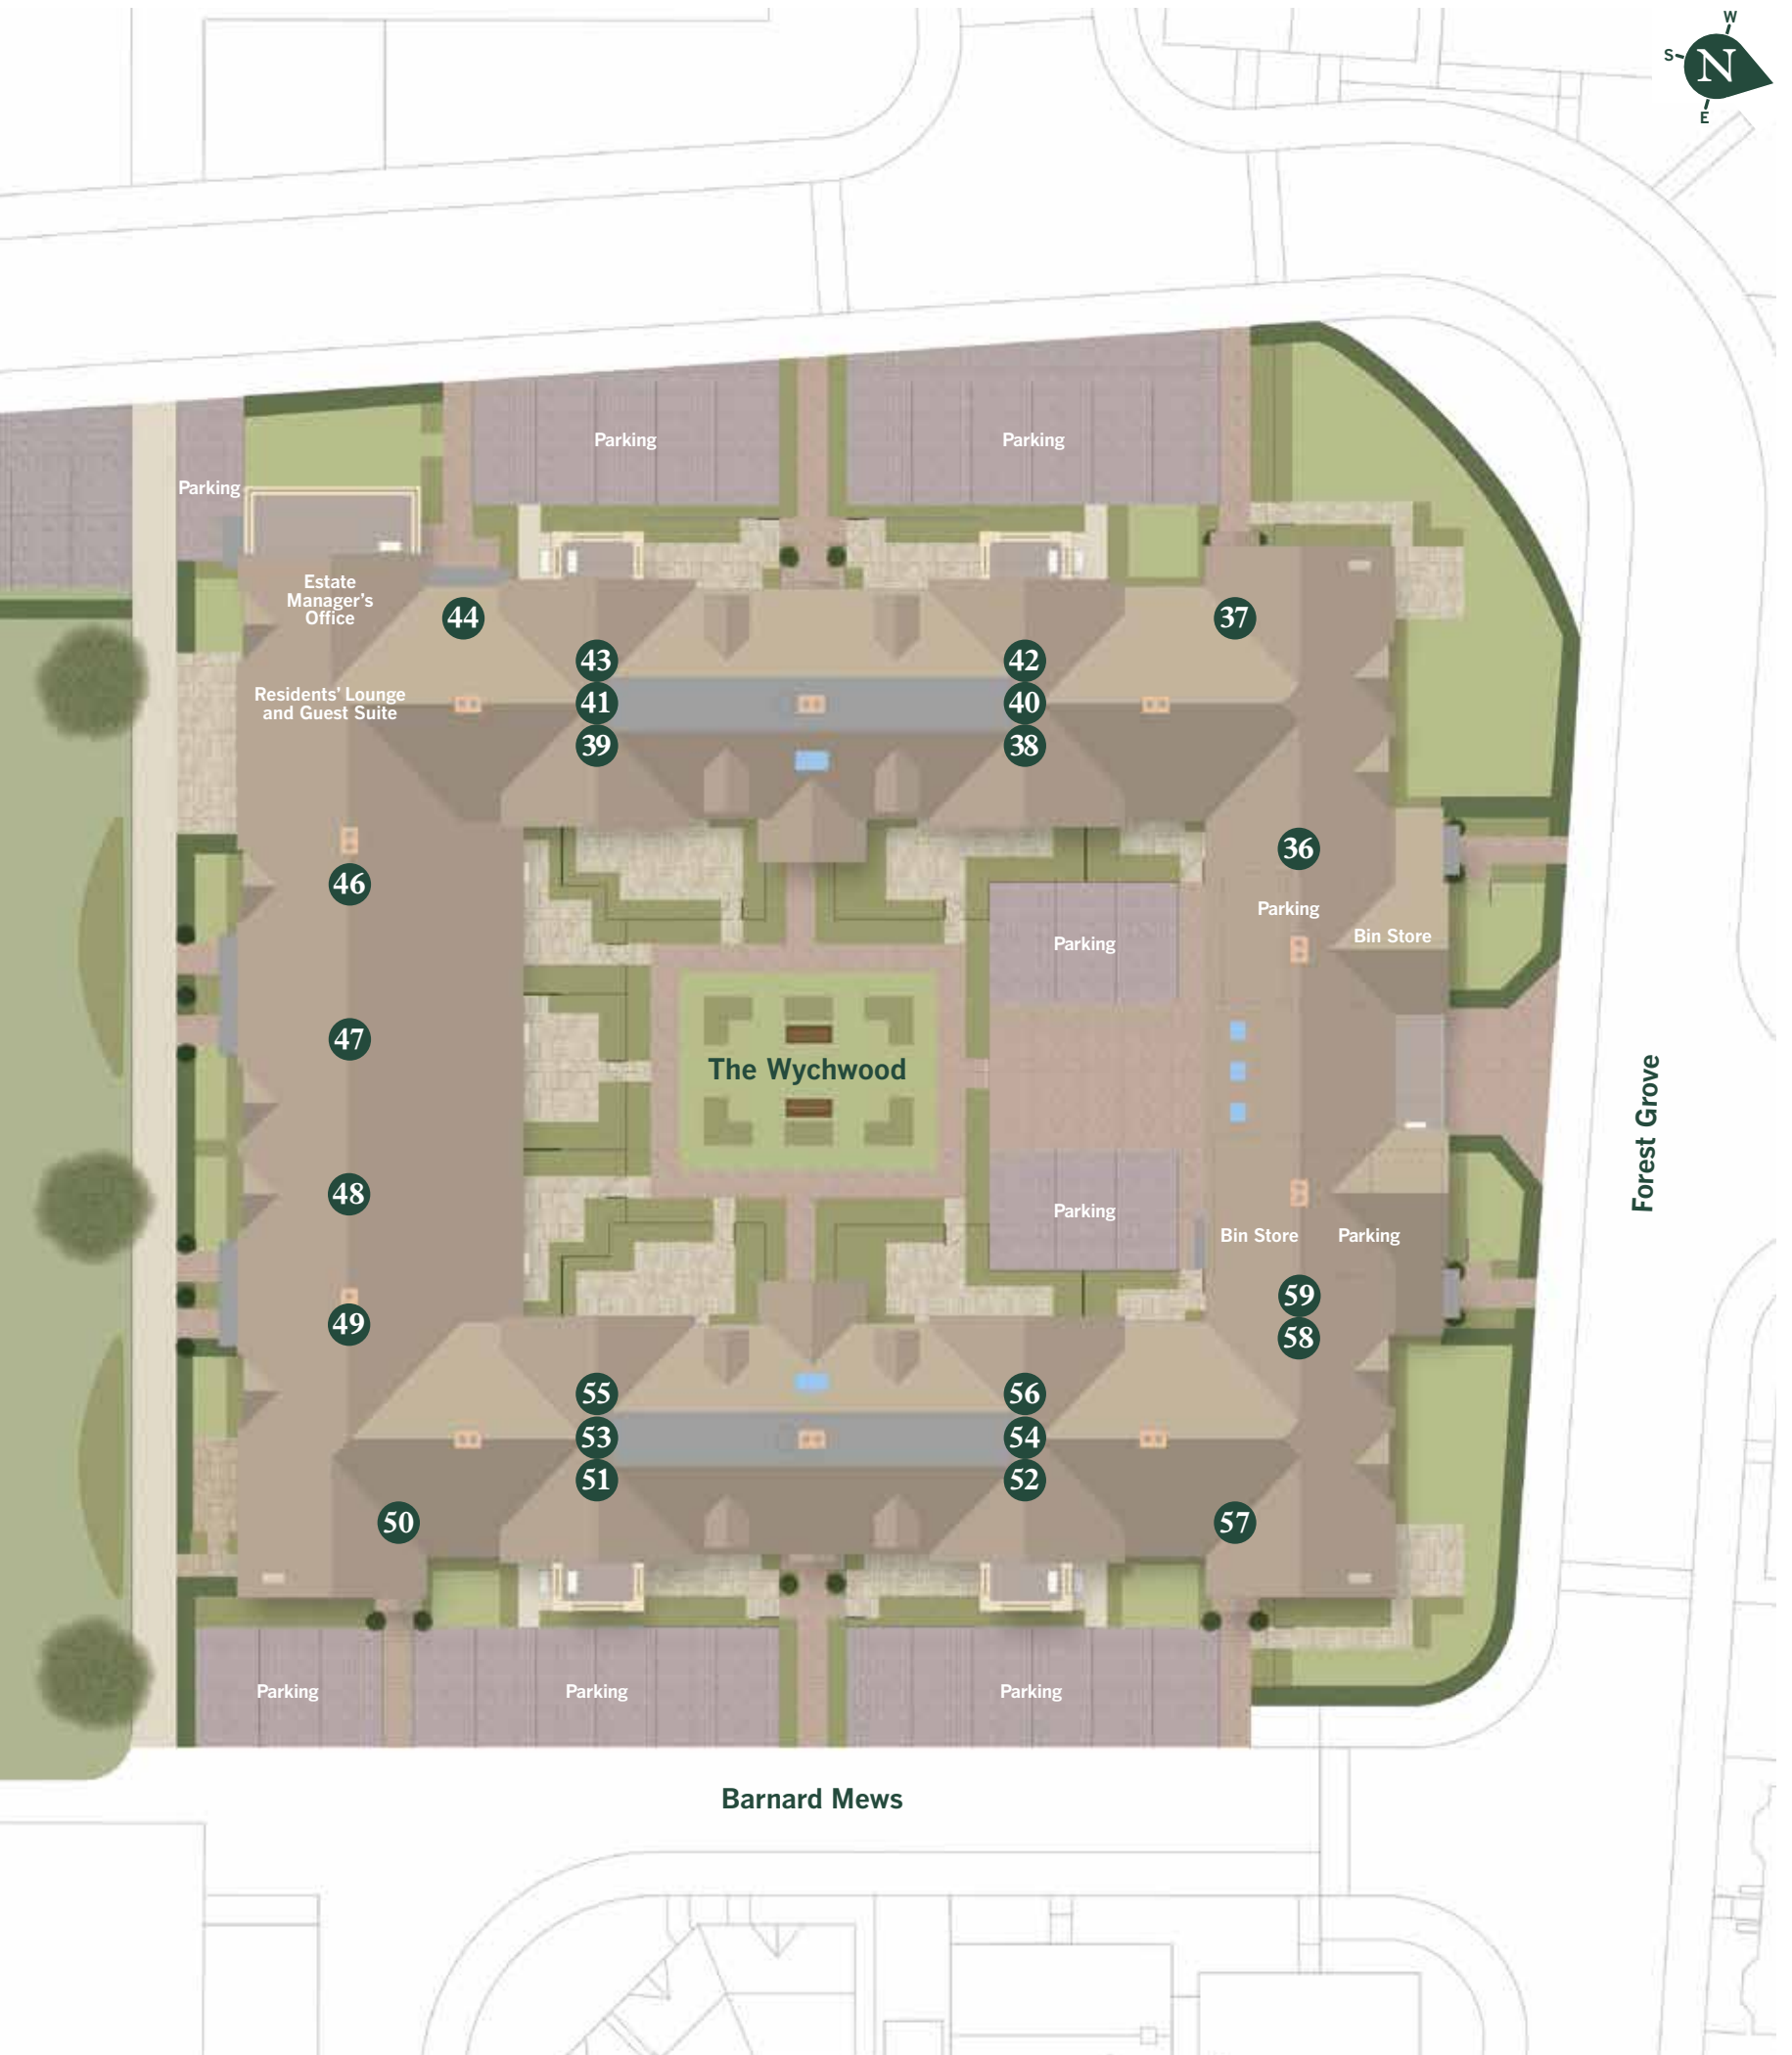 W
S
N
E
Parking
Parking
Parking
Estate
Manager's
Office
44
37
43
42
Residents' Lounge
and Guest Suite
41
40
39
38
36
46
Parking
Bin Store
Parking
47
The Wychwood
Forest Grove
48
Parking
Bin Store
Parking
59
49
58
55
56
53
54
51
52
50
57
Parking
Parking
Parking
Barnard Mews